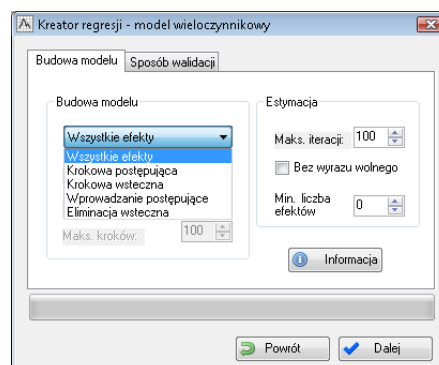 Kreator regresji - model wieloczynnikowy
Budowa modelu
Sposób walidacji
Budowa modelu
Wszystkie efekty
Wszystkie efekty
Krokowa postępująca
Krokowa wsteczna
Wprowadzanie postępujące
Eliminacja wsteczna
Maks. kroków: 100
Estymacja
Maks. iteracji: 100
Bez wyrazu wolnego
Min. liczba
efektów 0
Informacja
Powrót
Dalej